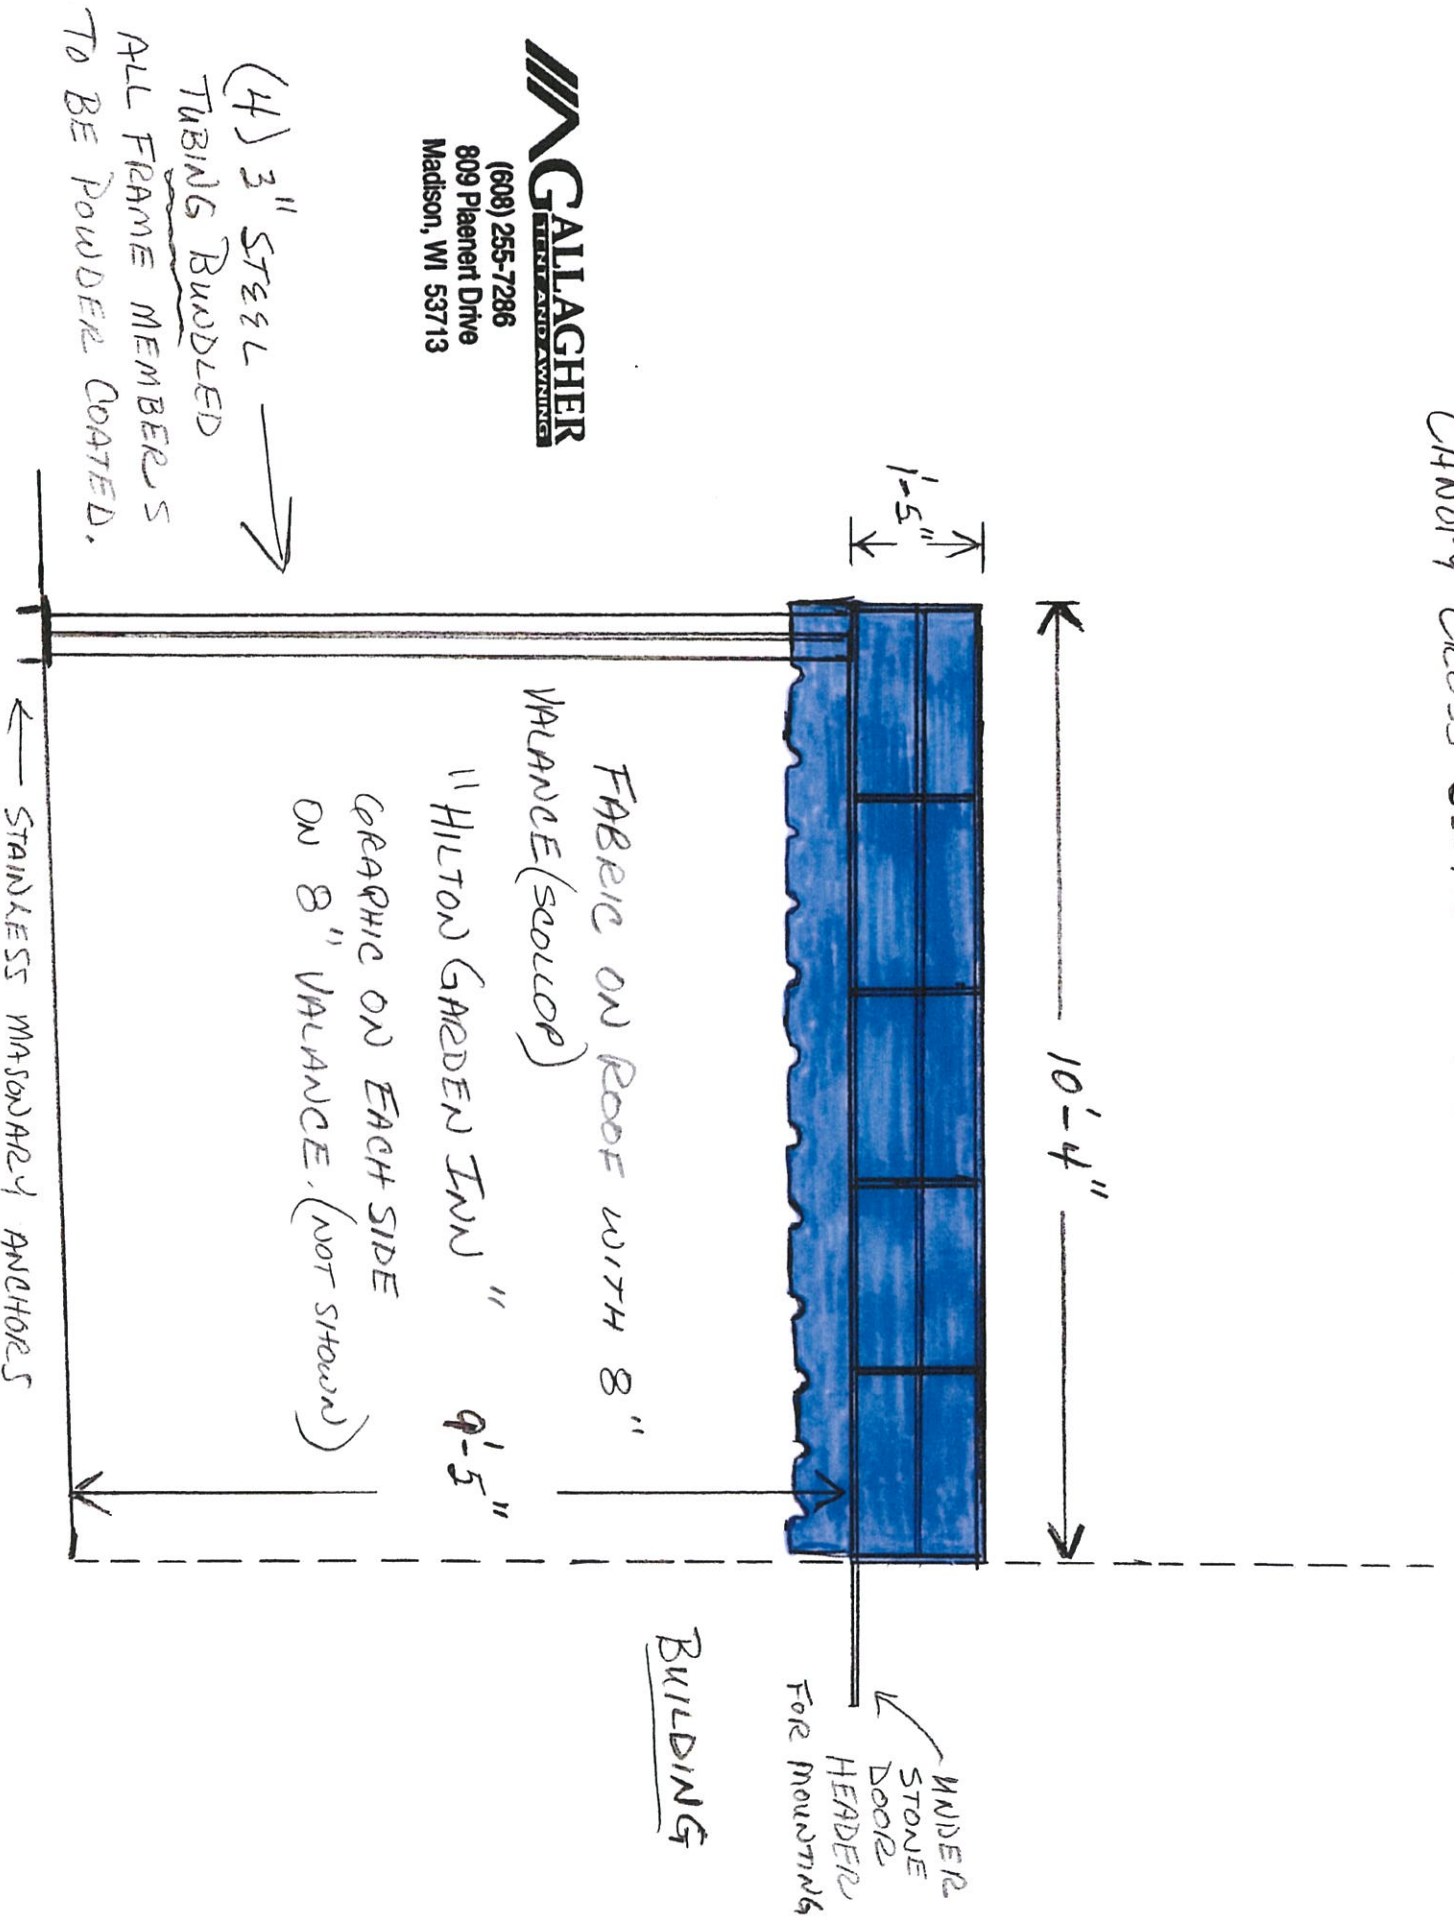 CANOPY CROSS
10'-4"
1'-5"
UNDER
STONE
DOOR
HEADER
FOR MOUNTING
BUILDING
GALLAGHER
TENT AND AWNING
(608) 255-7286
809 Plaenert Drive
Madison, WI 53713
FABRIC ON ROOF WITH 8"
VALANCE (SCOLLOP)
"HILTON GARDEN INN"
GRAPHIC ON EACH SIDE
ON 8" VALANCE. (NOT SHOWN)
9'-5"
(4) 3" STEEL
TUBING BUNDLED
ALL FRAME MEMBERS
TO BE POWDER COATED.
STAINLESS MASONARY ANCHORS